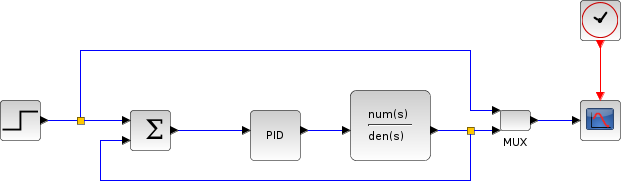 Σ
PID
num(s)
den(s)
MUX